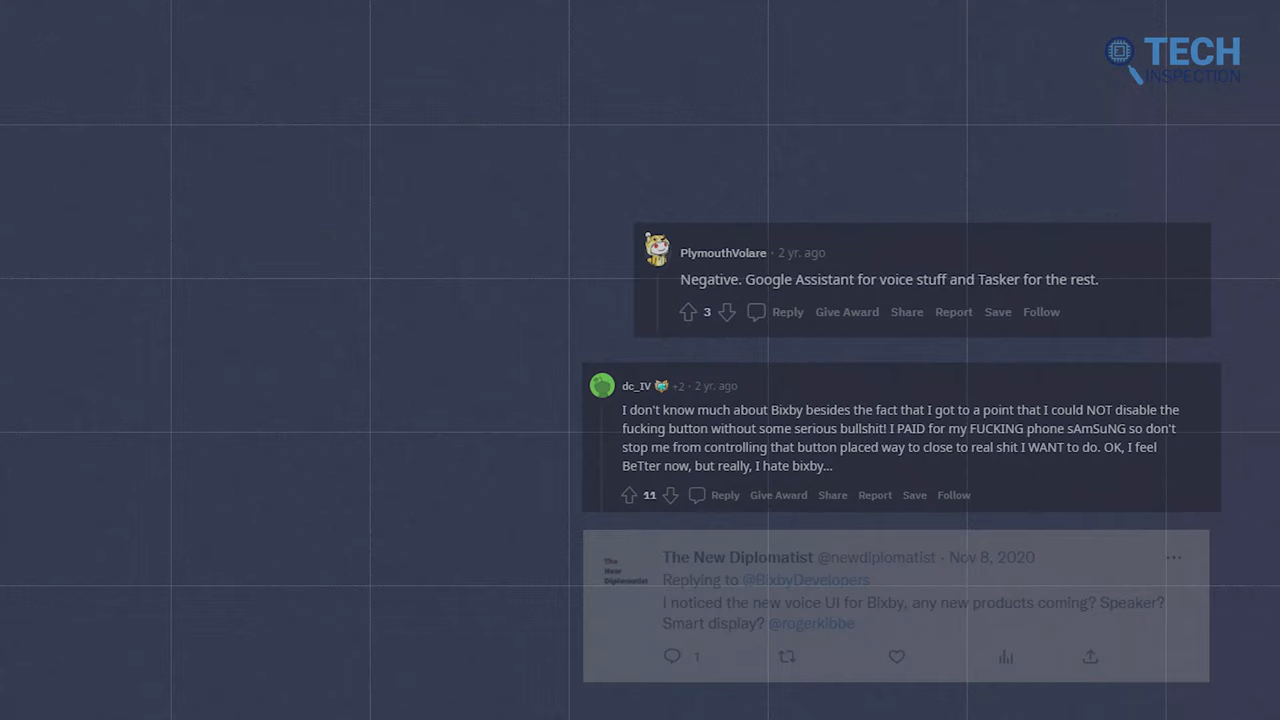 TECH
INSPECTION
PlymouthVolare · 2 yr. ago
Negative. Google Assistant for voice stuff and Tasker for the rest.
3 Reply Give Award Share Report Save Follow
dc_IV +2 · 2 yr. ago
I don't know much about Bixby besides the fact that I got to a point that I could NOT disable the
fucking button without some serious bullshit! I PAID for my FUCKING phone sAmSuNG so don't
stop me from controlling that button placed way to close to real shit I WANT to do. OK, I feel
BeTTer now, but really, I hate bixby...
11 Reply Give Award Share Report Save Follow
The
New
Diplomatist
The New Diplomatist @newdiplomatist · Nov 8, 2020
Replying to @BixbyDevelopers
I noticed the new voice UI for Bixby, any new products coming? Speaker?
Smart display? @rogerkibbe
1